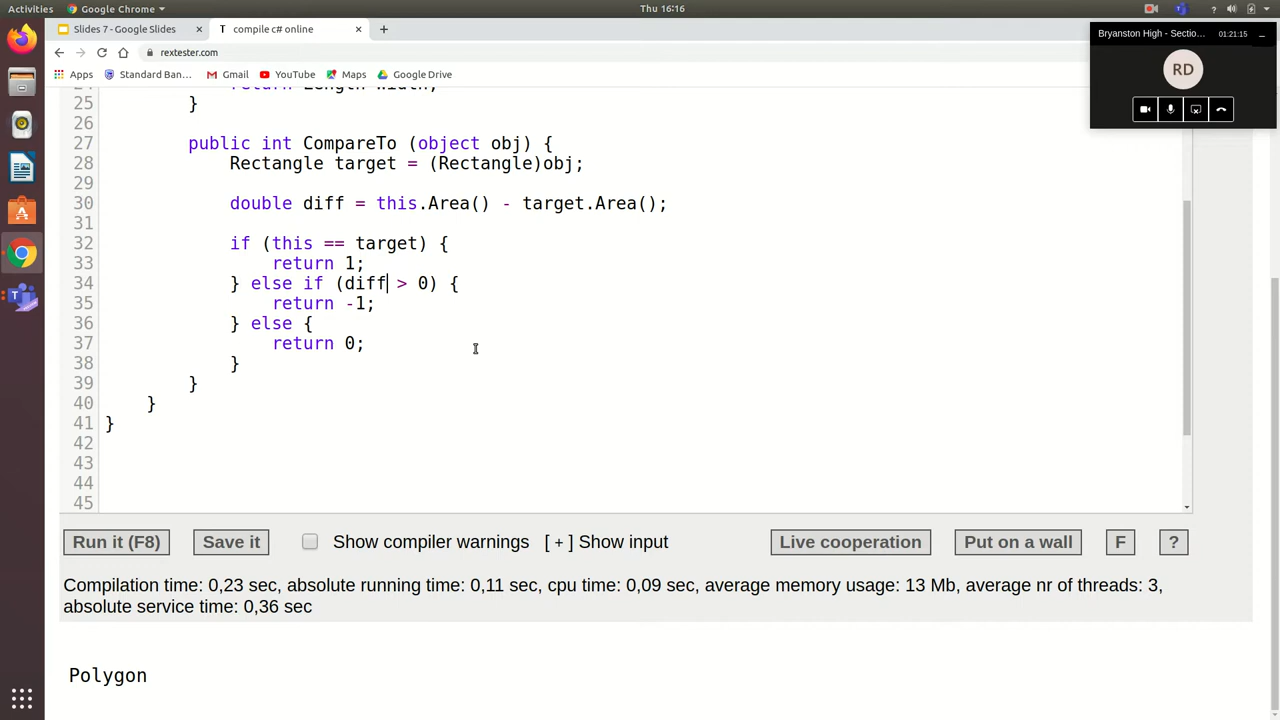 Activities Google Chrome Thu 16:16
Slides 7 - Google Slides × T compile c# online × +
rextester.com
Apps Standard Ban... Gmail YouTube Maps Google Drive
Bryanston High - Sectio... 01:21:15
RD
25 }
26
27 public int CompareTo (object obj) {
28 Rectangle target = (Rectangle)obj;
29
30 double diff = this.Area() - target.Area();
31
32 if (this == target) {
33 return 1;
34 } else if (diff > 0) {
35 return -1;
36 } else {
37 return 0;
38 }
39 }
40 }
41 }
42
43
44
45
Run it (F8) Save it Show compiler warnings [ + ] Show input Live cooperation Put on a wall F ?
Compilation time: 0,23 sec, absolute running time: 0,11 sec, cpu time: 0,09 sec, average memory usage: 13 Mb, average nr of threads: 3,
absolute service time: 0,36 sec
Polygon